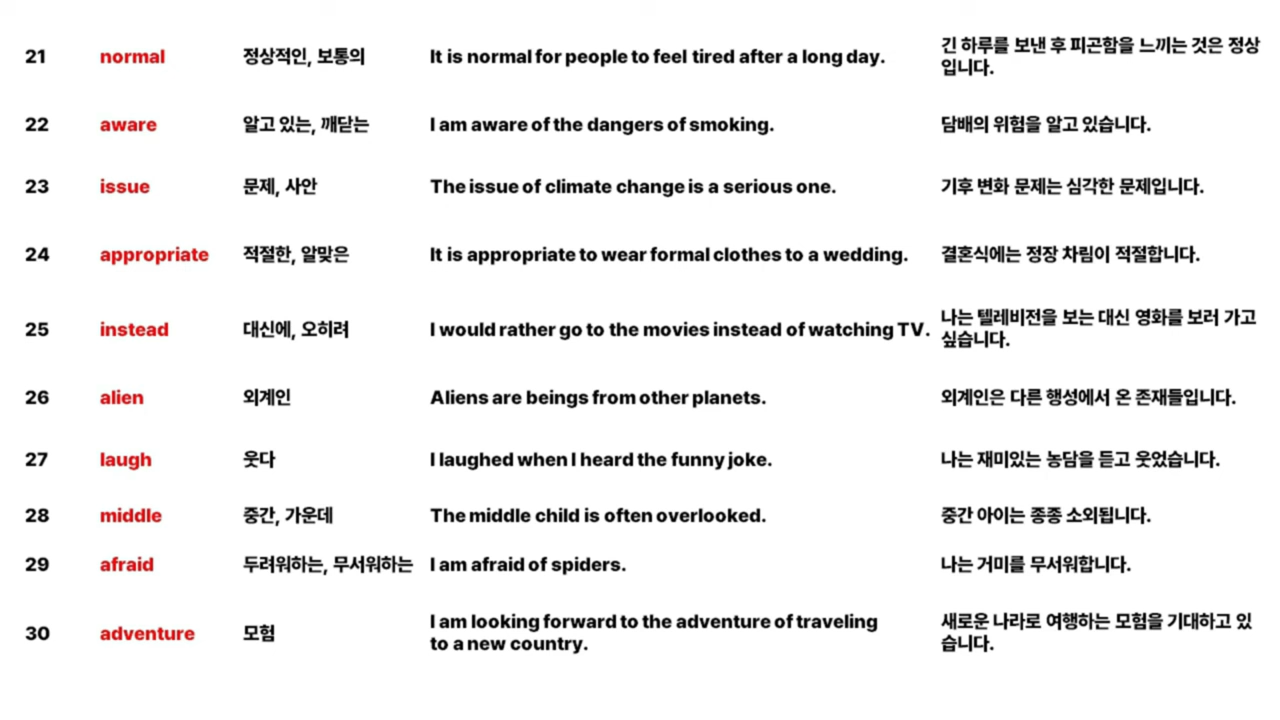 21 normal 정상적인, 보통의 It is normal for people to feel tired after a long day. 긴 하루를 보낸 후 피곤함을 느끼는 것은 정상
입니다.
22 aware 알고 있는, 깨닫는 I am aware of the dangers of smoking. 담배의 위험을 알고 있습니다.
23 issue 문제, 사안 The issue of climate change is a serious one. 기후 변화 문제는 심각한 문제입니다.
24 appropriate 적절한, 알맞은 It is appropriate to wear formal clothes to a wedding. 결혼식에는 정장 차림이 적절합니다.
25 instead 대신에, 오히려 I would rather go to the movies instead of watching TV. 나는 텔레비전을 보는 대신 영화를 보러 가고
싶습니다.
26 alien 외계인 Aliens are beings from other planets. 외계인은 다른 행성에서 온 존재들입니다.
27 laugh 웃다 I laughed when I heard the funny joke. 나는 재미있는 농담을 듣고 웃었습니다.
28 middle 중간, 가운데 The middle child is often overlooked. 중간 아이는 종종 소외됩니다.
29 afraid 두려워하는, 무서워하는 I am afraid of spiders. 나는 거미를 무서워합니다.
30 adventure 모험 I am looking forward to the adventure of traveling
to a new country. 새로운 나라로 여행하는 모험을 기대하고 있
습니다.